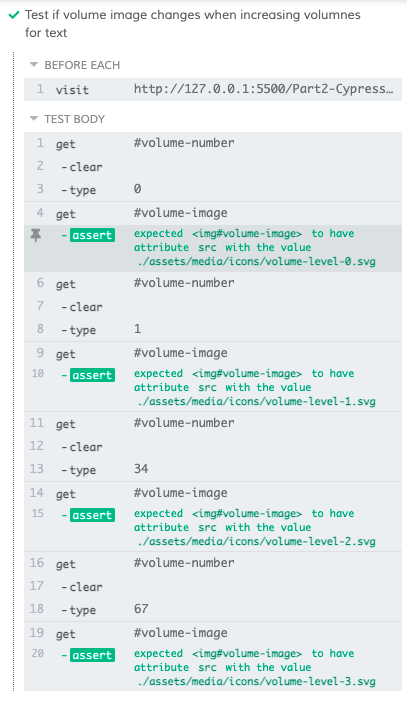 Test if volume image changes when increasing volumnes
for text
BEFORE EACH
1 visit http://127.0.0.1:5500/Part2-Cypress…
TEST BODY
1 get #volume-number
2 -clear
3 -type 0
4 get #volume-image
-assert expected <img#volume-image> to have
attribute src with the value
./assets/media/icons/volume-level-0.svg
6 get #volume-number
7 -clear
8 -type 1
9 get #volume-image
10 -assert expected <img#volume-image> to have
attribute src with the value
./assets/media/icons/volume-level-1.svg
11 get #volume-number
12 -clear
13 -type 34
14 get #volume-image
15 -assert expected <img#volume-image> to have
attribute src with the value
./assets/media/icons/volume-level-2.svg
16 get #volume-number
17 -clear
18 -type 67
19 get #volume-image
20 -assert expected <img#volume-image> to have
attribute src with the value
./assets/media/icons/volume-level-3.svg